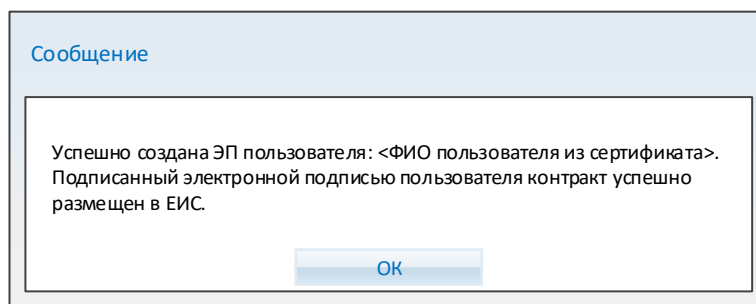 Сообщение
Успешно создана ЭП пользователя: <ФИО пользователя из сертификата>.
Подписанный электронной подписью пользователя контракт успешно
размещен в ЕИС.
ОК